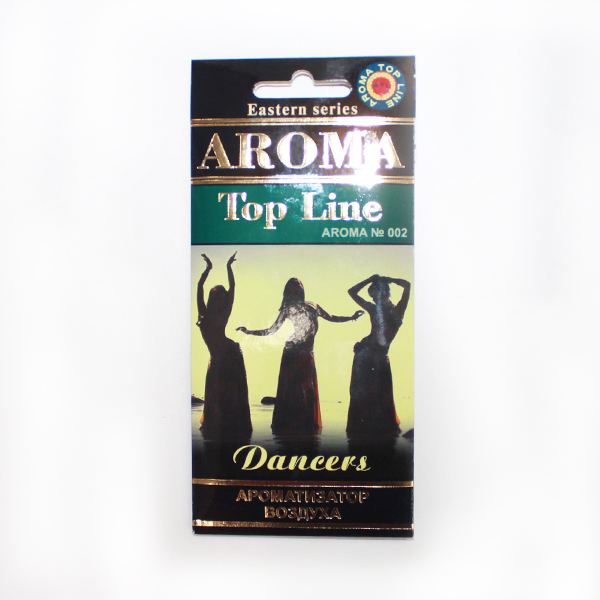 AROMA TOP LINE
Eastern series
AROMA
Top Line
AROMA № 002
Dancers
АРОМАТИЗАТОР
ВОЗДУХА